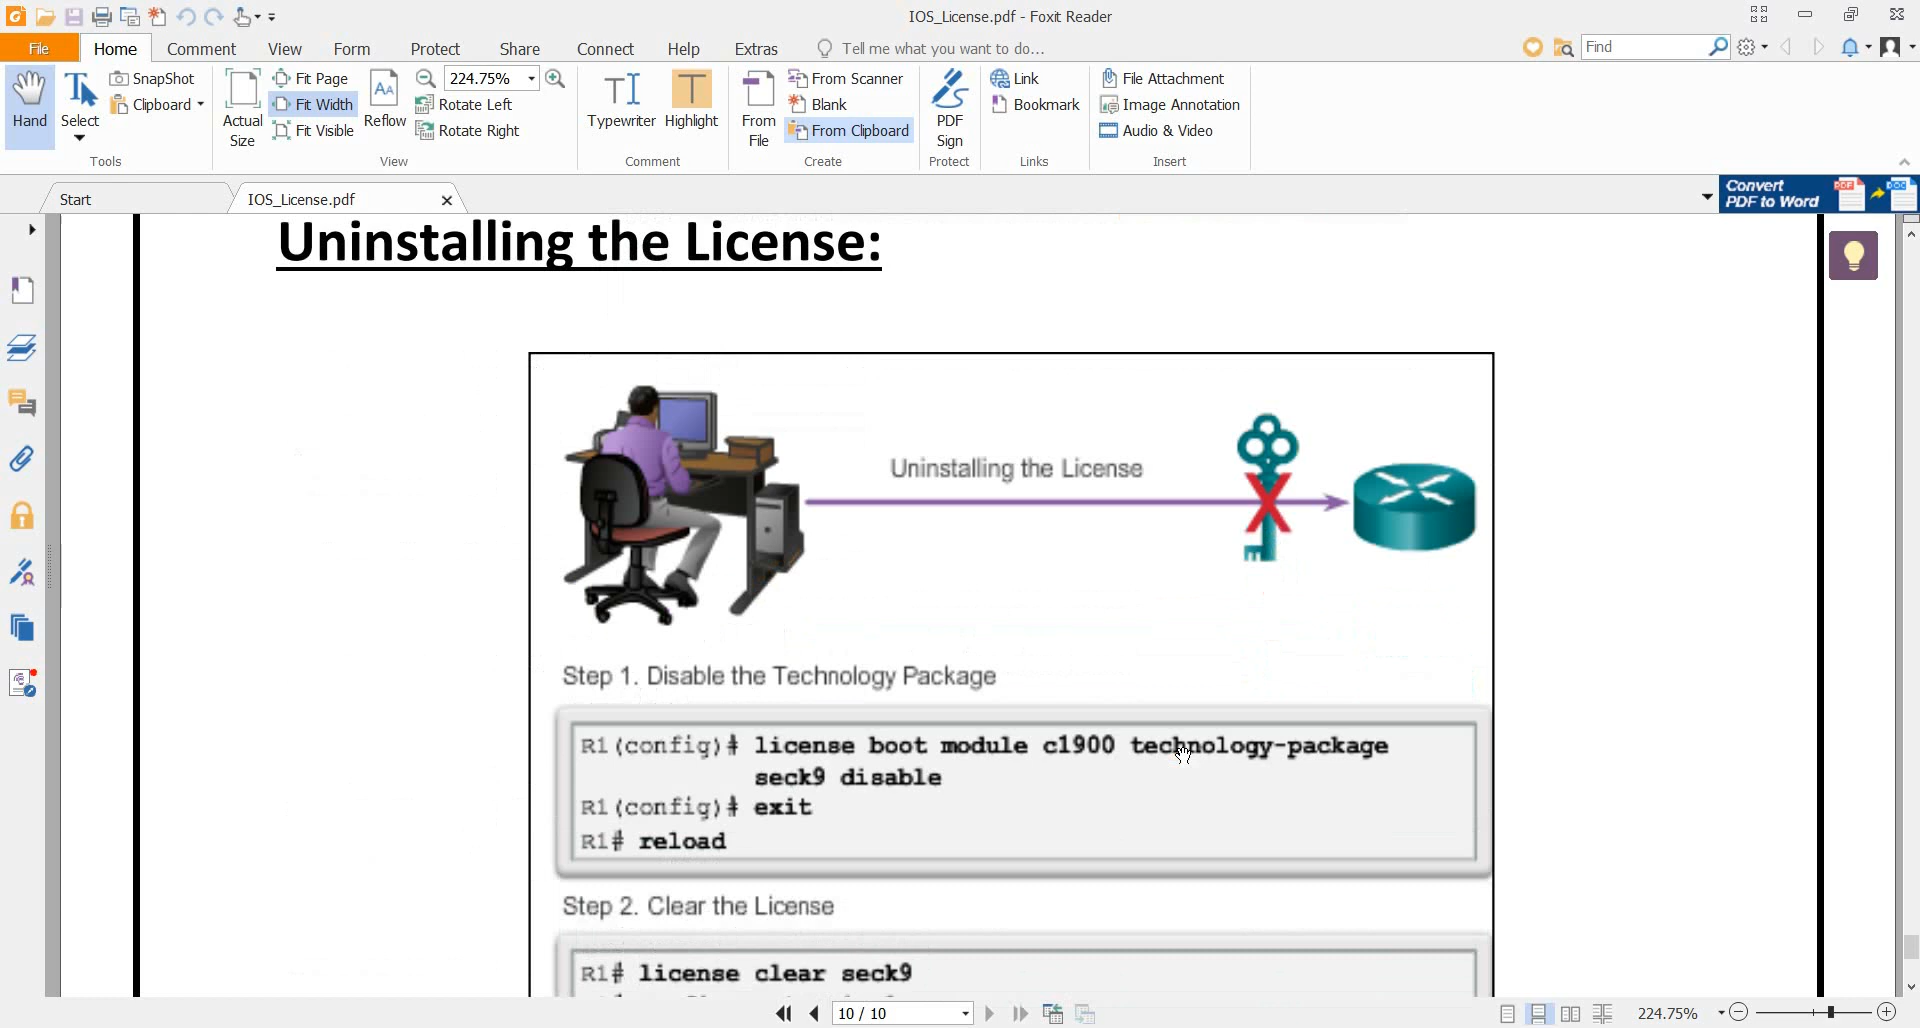 IOS_License.pdf - Foxit Reader
File Home Comment View Form Protect Share Connect Help Extras Tell me what you want to do... Find
Hand
Select
SnapShot
Clipboard
Tools
Actual Size
Fit Page
Fit Width
Fit Visible
Reflow
224.75%
Rotate Left
Rotate Right
View
Typewriter
Highlight
Comment
From File
From Scanner
Blank
From Clipboard
Create
PDF Sign
Protect
Link
Bookmark
Links
File Attachment
Image Annotation
Audio & Video
Insert
Start
IOS_License.pdf
Convert
PDF to Word
PDF
DOC
Uninstalling the License:
Uninstalling the License
Step 1. Disable the Technology Package
R1(config)# license boot module c1900 technology-package
seck9 disable
R1(config)# exit
R1# reload
Step 2. Clear the License
R1# license clear seck9
10 / 10
224.75%